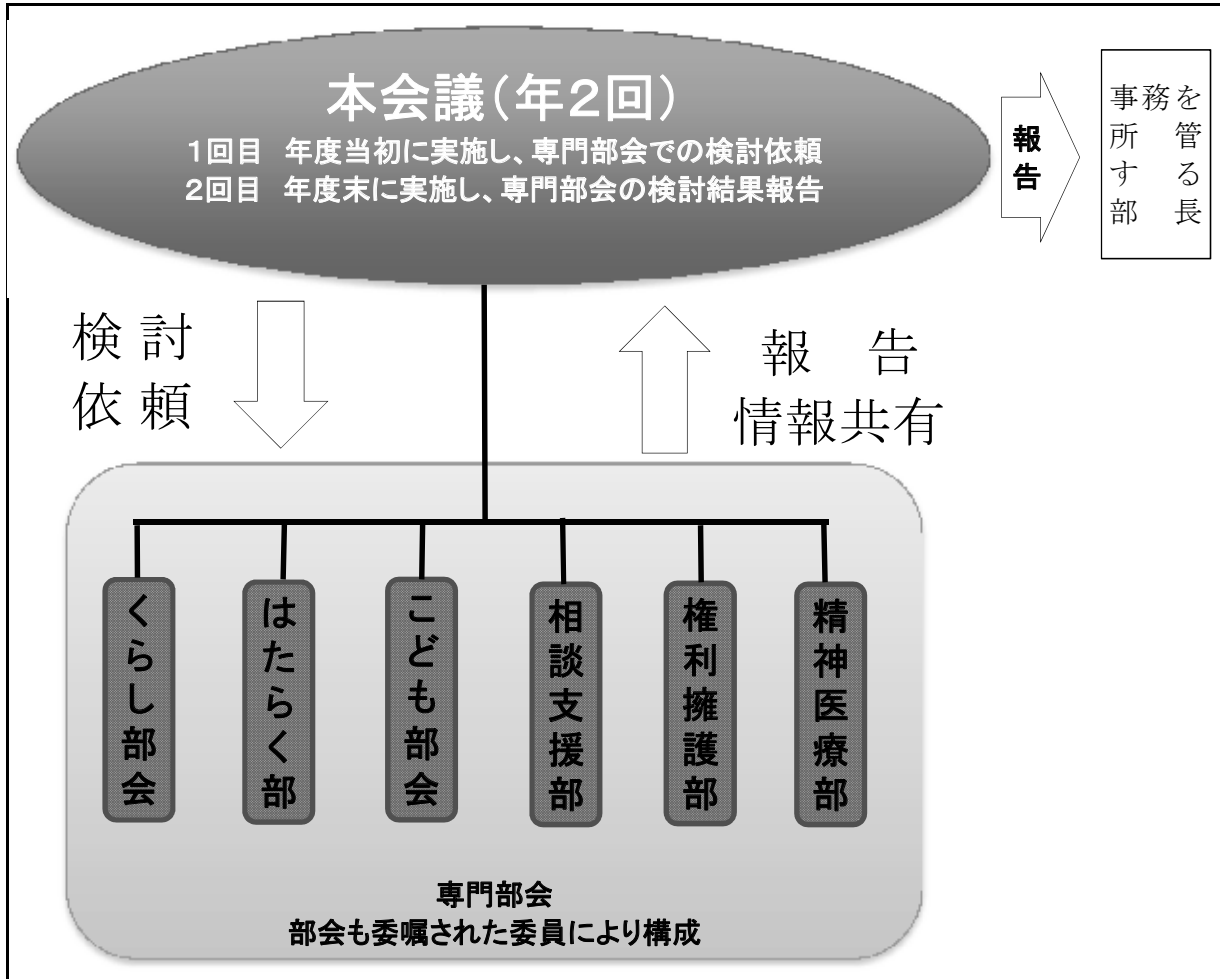 本会議(年2回)
1回目 年度当初に実施し、専門部会での検討依頼
2回目 年度末に実施し、専門部会の検討結果報告
報告
事務を
所管
する
部長
検討
依頼
報告
情報共有
くらし部会
はたらく部
こども部会
相談支援部
権利擁護部
精神医療部
専門部会
部会も委嘱された委員により構成